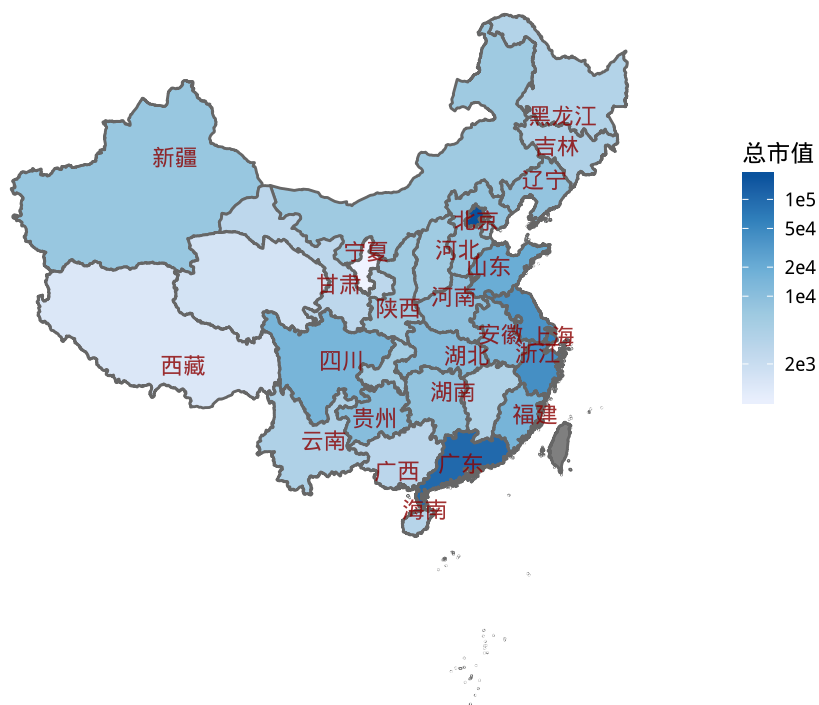 黑龙江
吉林
新疆
辽宁
北京
宁夏
河北
山东
甘肃
河南
陕西
安徽
上海
浙江
湖北
四川
西藏
湖南
福建
贵州
云南
广西
广东
海南
总市值
1e5
5e4
2e4
1e4
2e3